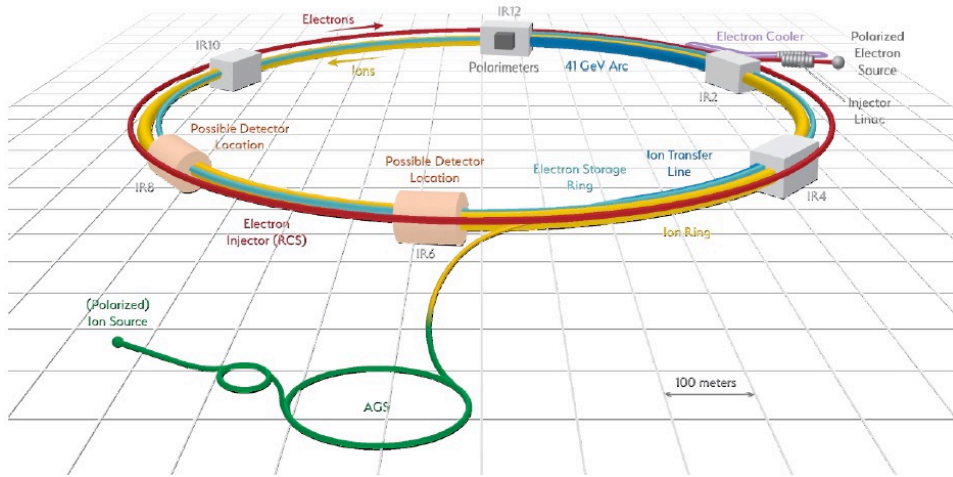 IR12
Electrons
Electron Cooler
Polarized
Electron
Source
IR10
Ions
Polarimeters
41 GeV Arc
IR2
Injector
Linac
Possible Detector
Location
Possible Detector
Location
Electron Storage
Ring
Ion Transfer
Line
IR8
IR4
Electron
Injector (RCS)
Ion Ring
IR6
(Polarized)
Ion Source
100 meters
AGS